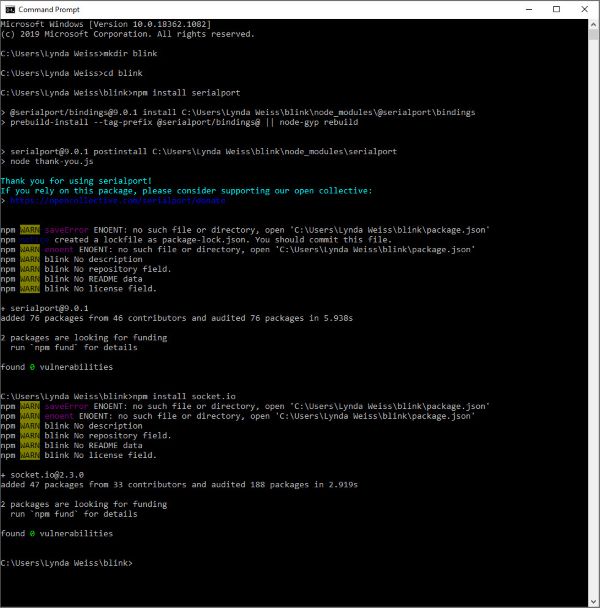 Command Prompt
Microsoft Windows [Version 10.0.18362.1082]
(c) 2019 Microsoft Corporation. All rights reserved.
C:\Users\Lynda Weiss>mkdir blink
C:\Users\Lynda Weiss>cd blink
C:\Users\Lynda Weiss\blink>npm install serialport
> @serialport/bindings@9.0.1 install C:\Users\Lynda Weiss\blink\node_modules\@serialport\bindings
> prebuild-install --tag-prefix @serialport/bindings@ || node-gyp rebuild
> serialport@9.0.1 postinstall C:\Users\Lynda Weiss\blink\node_modules\serialport
> node thank-you.js
Thank you for using serialport!
If you rely on this package, please consider supporting our open collective:
> https://opencollective.com/serialport/donate
npm WARN saveError ENOENT: no such file or directory, open 'C:\Users\Lynda Weiss\blink\package.json'
npm created a lockfile as package-lock.json. You should commit this file.
npm WARN enoent ENOENT: no such file or directory, open 'C:\Users\Lynda Weiss\blink\package.json'
npm WARN blink No description
npm WARN blink No repository field.
npm WARN blink No README data
npm WARN blink No license field.
+ serialport@9.0.1
added 76 packages from 46 contributors and audited 76 packages in 5.938s
2 packages are looking for funding
run `npm fund` for details
found 0 vulnerabilities
C:\Users\Lynda Weiss\blink>npm install socket.io
npm WARN saveError ENOENT: no such file or directory, open 'C:\Users\Lynda Weiss\blink\package.json'
npm WARN enoent ENOENT: no such file or directory, open 'C:\Users\Lynda Weiss\blink\package.json'
npm WARN blink No description
npm WARN blink No repository field.
npm WARN blink No README data
npm WARN blink No license field.
+ socket.io@2.3.0
added 47 packages from 33 contributors and audited 188 packages in 2.919s
2 packages are looking for funding
run `npm fund` for details
found 0 vulnerabilities
C:\Users\Lynda Weiss\blink>